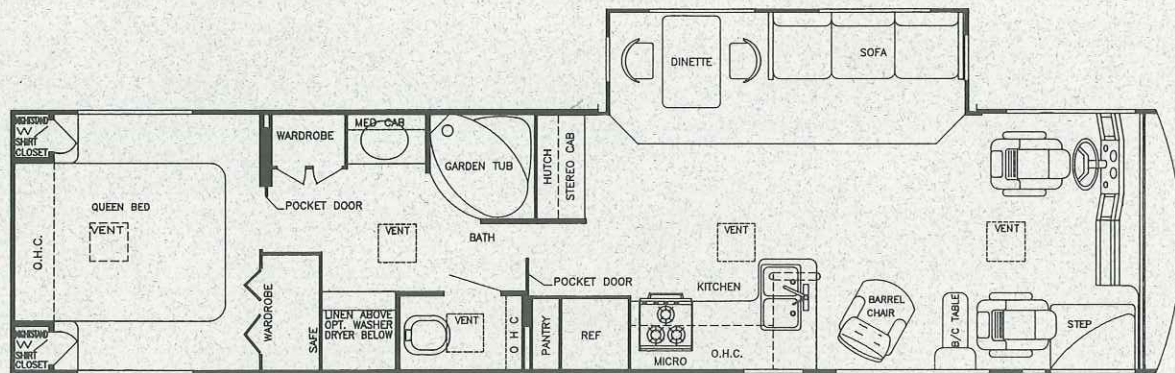 DINETTE
SOFA
NIGHTSTAND
W/
SHIRT
CLOSET
WARDROBE
MED CAB
GARDEN TUB
HUTCH
STEREO CAB
POCKET DOOR
QUEEN BED
VENT
O.H.C.
VENT
BATH
VENT
VENT
POCKET DOOR
KITCHEN
WARDROBE
SAFE
LINEN ABOVE
OPT. WASHER
DRYER BELOW
VENT
O H C
PANTRY
REF
MICRO
O.H.C.
BARREL
CHAIR
B/C TABLE
STEP
NIGHTSTAND
W/
SHIRT
CLOSET